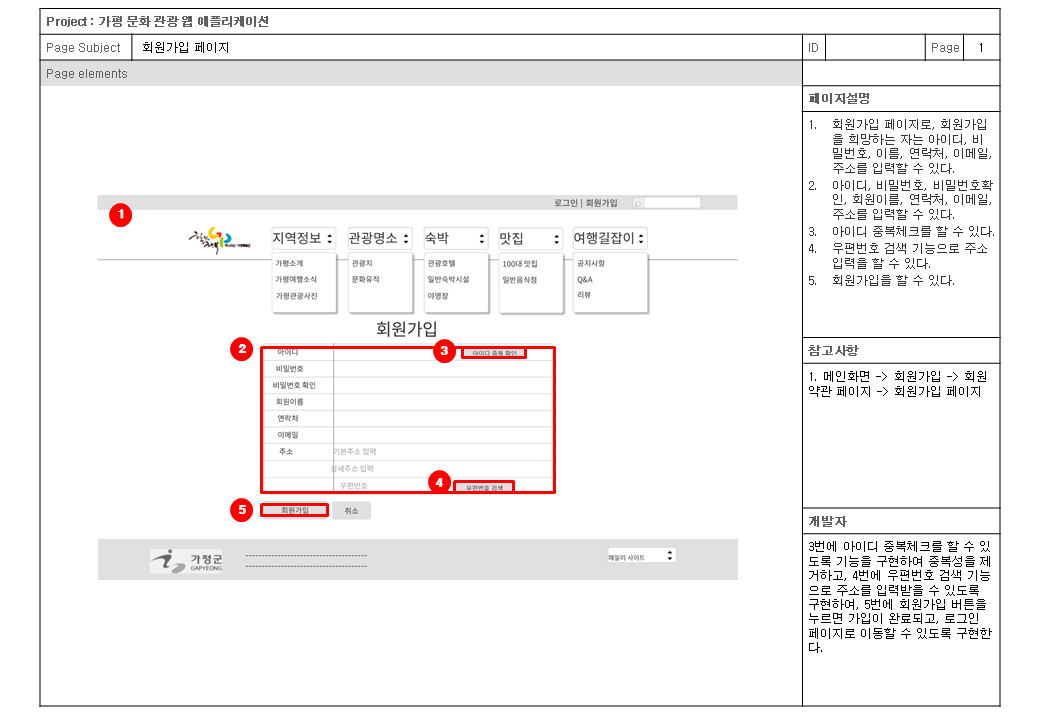 Project : 가평 문화 관광 웹 애플리케이션
Page Subject 회원가입 페이지 ID Page 1
Page elements
페이지설명
1. 회원가입 페이지로, 회원가입
을 희망하는 자는 아이디, 비
밀번호, 이름, 연락처, 이메일,
주소를 입력할 수 있다.
2. 아이디, 비밀번호, 비밀번호확
인, 회원이름, 연락처, 이메일,
주소를 입력할 수 있다.
3. 아이디 중복체크를 할 수 있다.
4. 우편번호 검색 기능으로 주소
입력을 할 수 있다.
5. 회원가입을 할 수 있다.
참고사항
1. 메인화면 -> 회원가입 -> 회원
약관 페이지 -> 회원가입 페이지
개발자
3번에 아이디 중복체크를 할 수 있
도록 기능을 구현하여 중복성을 제
거하고, 4번에 우편번호 검색 기능
으로 주소를 입력받을 수 있도록
구현하여, 5번에 회원가입 버튼을
누르면 가입이 완료되고, 로그인
페이지로 이동할 수 있도록 구현한
다.
로그인 | 회원가입
1
지역정보 관광명소 숙박 맛집 여행길잡이
가평소개 관광지 관광호텔 100대 맛집 공지사항
가평여행소식 문화유적 일반숙박시설 일반음식점 Q&A
가평관광사진 야영장 리뷰
회원가입
2 아이디 3 아이디 중복 확인
비밀번호
비밀번호 확인
회원이름
연락처
이메일
주소 기본주소 입력
상세주소 입력
우편번호 4 우편번호 검색
5 회원가입 취소
가평군
GAPYEONG
패밀리 사이트